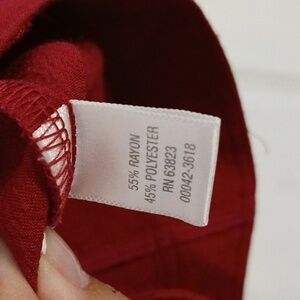 55% RAYON
45% POLYESTER
RN 63823
00042-3618